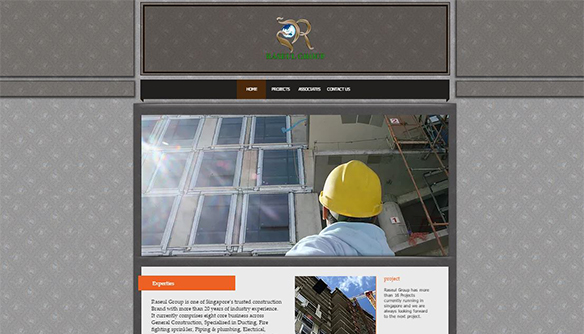 RASEUL GROUP
HOME PROJECTS ASSOCIATES CONTACT US
Expertise
Raseul Group is one of Singapore's trusted construction
Brand with more than 20 years of industry experience.
It currently comprises eight core business across
General Construction, Specialised in Ducting, Fire
fighting sprinkler, Piping & plumbing, Electrical,
project
Raseul Group has more
than 30 Projects
currently running in
singapore and we are
always looking forward
to the next project.